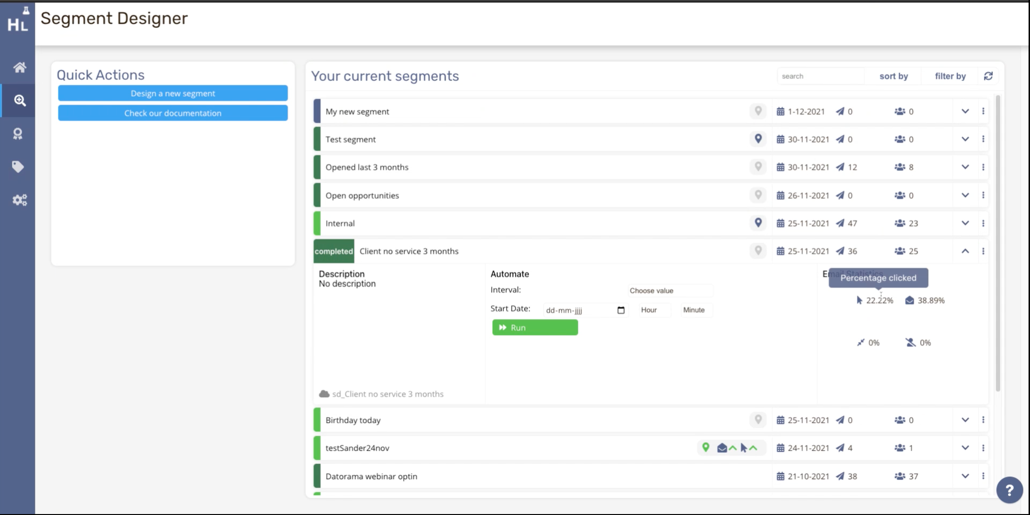 HL
Segment Designer
Quick Actions
Design a new segment
Check our documentation
Your current segments
search
sort by
filter by
My new segment 1-12-2021 0 0
Test segment 30-11-2021 0 0
Opened last 3 months 30-11-2021 12 8
Open opportunities 26-11-2021 0 0
Internal 25-11-2021 47 23
completed Client no service 3 months 25-11-2021 36 25
Description
No description
Automate
Interval: Choose value
Start Date: dd-mm-jjjj Hour Minute
Run
Percentage clicked
22.22% 38.89%
0% 0%
sd_Client no service 3 months
Birthday today 25-11-2021 0 0
testSander24nov 24-11-2021 4 1
Datorama webinar optin 21-10-2021 38 37
?